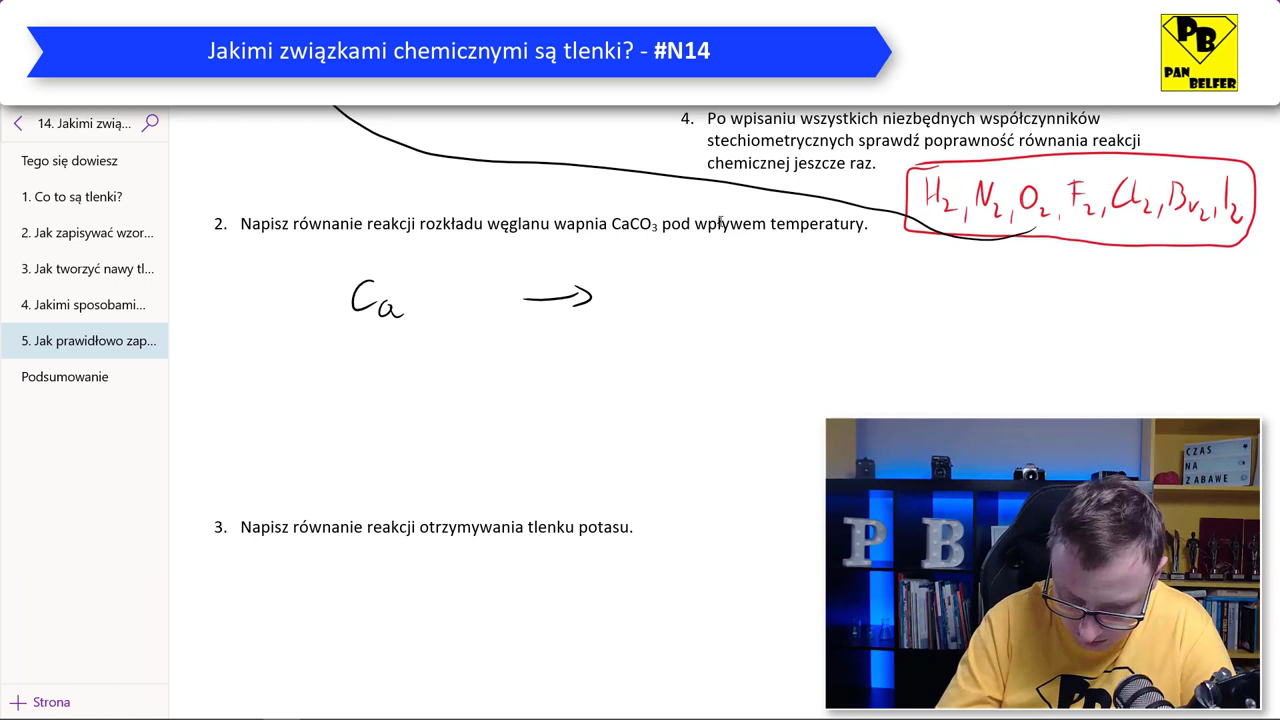 Jakimi związkami chemicznymi są tlenki? - #N14
PB
PAN
BELFER
14. Jakimi zwią...
Tego się dowiesz
1. Co to są tlenki?
2. Jak zapisywać wzor...
3. Jak tworzyć nawy tl...
4. Jakimi sposobami...
5. Jak prawidłowo zap...
Podsumowanie
Strona
4. Po wpisaniu wszystkich niezbędnych współczynników
stechiometrycznych sprawdź poprawność równania reakcji
chemicznej jeszcze raz.
H₂, N₂, O₂, F₂, Cl₂, Br₂, I₂
2. Napisz równanie reakcji rozkładu węglanu wapnia CaCO₃ pod wpływem temperatury.
Ca →
3. Napisz równanie reakcji otrzymywania tlenku potasu.
CZAS
NA
ZABAWE
P B